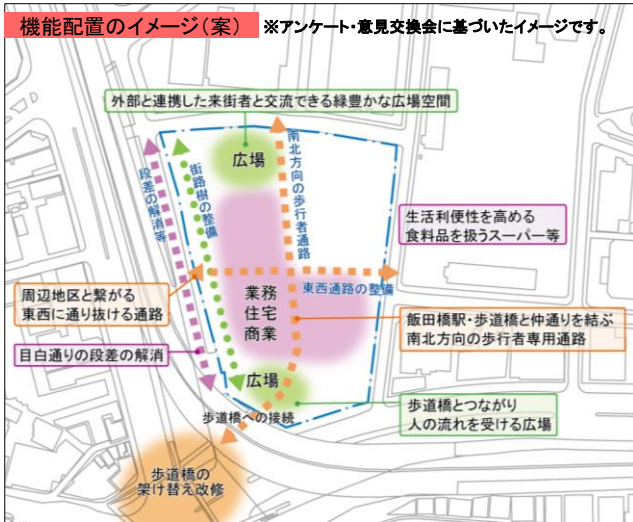 機能配置のイメージ（案）
※アンケート・意見交換会に基づいたイメージです。
外部と連携した来街者と交流できる緑豊かな広場空間
広場
段差の解消等
街路樹の整備
南北方向の歩行者通路
生活利便性を高める
食料品を扱うスーパー等
東西通路の整備
業務
住宅
商業
周辺地区と繋がる
東西に通り抜ける通路
飯田橋駅・歩道橋と仲通りを結ぶ
南北方向の歩行者専用通路
目白通りの段差の解消
広場
歩道橋への接続
歩道橋とつながり
人の流れを受ける広場
歩道橋の
架け替え改修